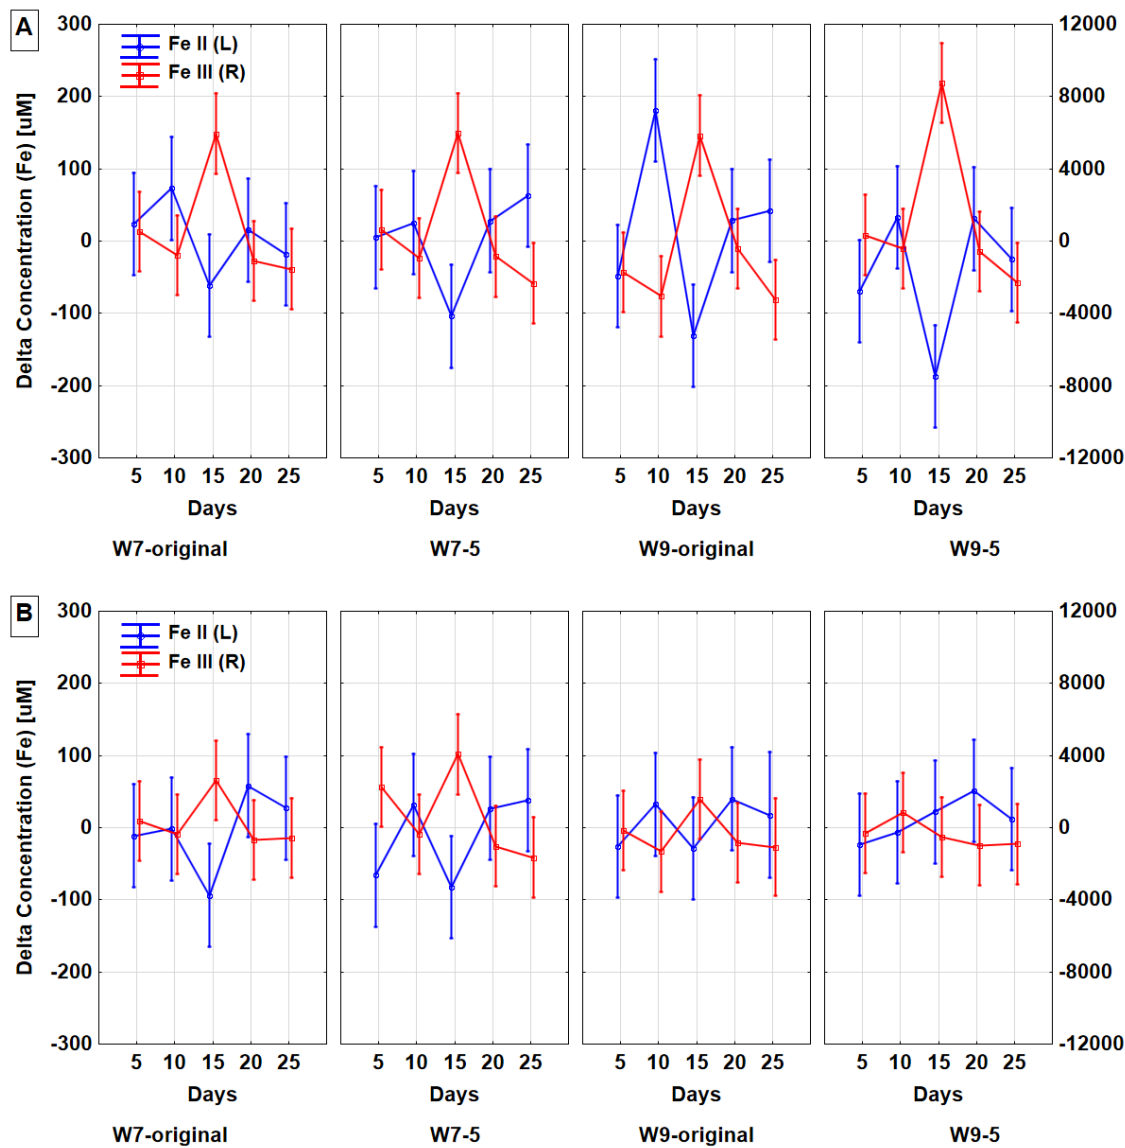 A
Fe II (L)
Fe III (R)
Delta Concentration (Fe) [uM]
300
200
100
0
-100
-200
-300
12000
8000
4000
0
-4000
-8000
-12000
5 10 15 20 25
5 10 15 20 25
5 10 15 20 25
5 10 15 20 25
Days Days Days Days
W7-original W7-5 W9-original W9-5
B
Fe II (L)
Fe III (R)
Delta Concentration (Fe) [uM]
300
200
100
0
-100
-200
-300
12000
8000
4000
0
-4000
-8000
-12000
5 10 15 20 25
5 10 15 20 25
5 10 15 20 25
5 10 15 20 25
Days Days Days Days
W7-original W7-5 W9-original W9-5